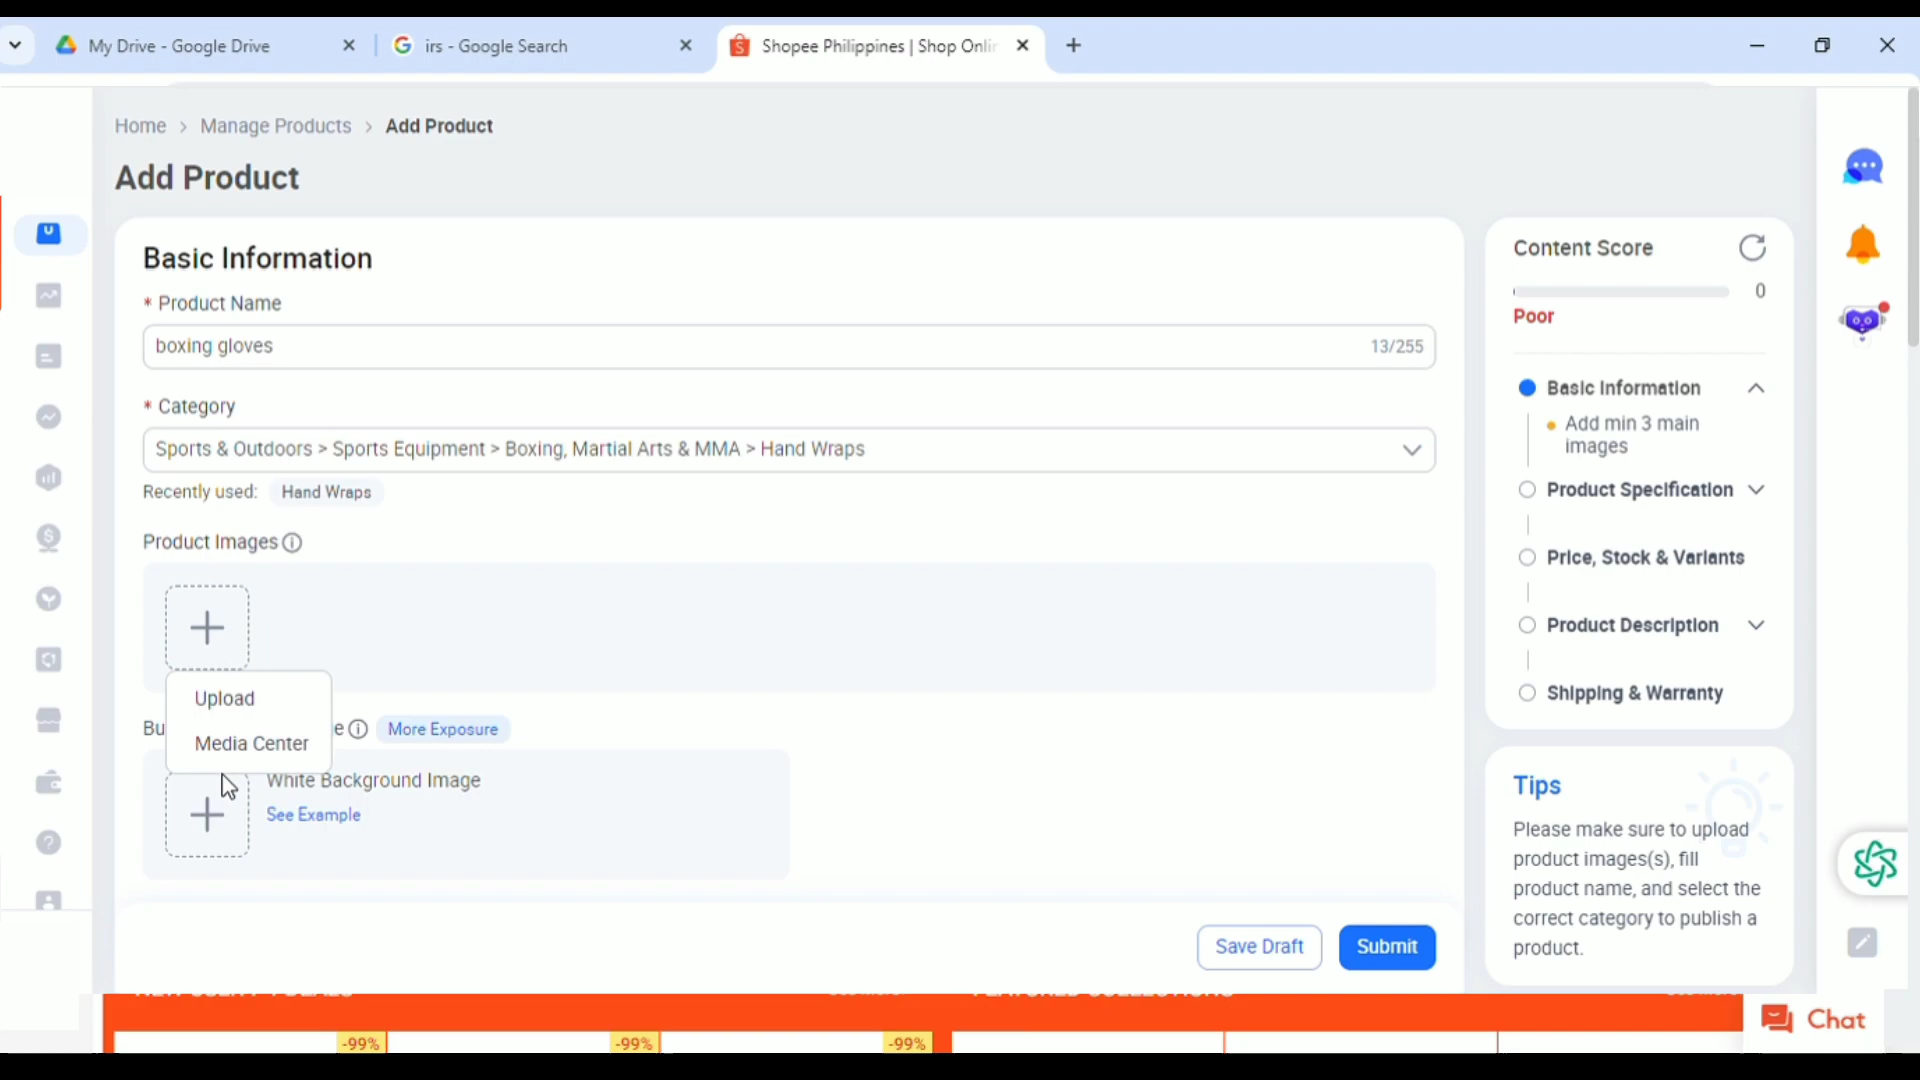 My Drive - Google Drive
irs - Google Search
Shopee Philippines | Shop Onlin
Home > Manage Products > Add Product
Add Product
Basic Information
* Product Name
boxing gloves
13/255
* Category
Sports & Outdoors > Sports Equipment > Boxing, Martial Arts & MMA > Hand Wraps
Recently used: Hand Wraps
Product Images
Upload
Media Center
Bu
e
More Exposure
White Background Image
See Example
Save Draft
Submit
Content Score
0
Poor
Basic Information
Add min 3 main
images
Product Specification
Price, Stock & Variants
Product Description
Shipping & Warranty
Tips
Please make sure to upload
product images(s), fill
product name, and select the
correct category to publish a
product.
Chat
-99%
-99%
-99%